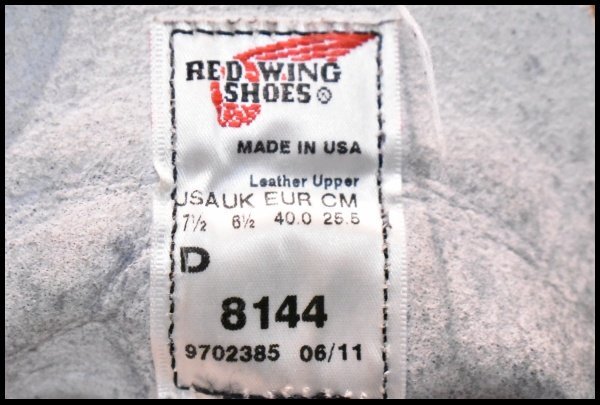 RED WING
SHOES®
MADE IN USA
Leather Upper
USA UK EUR CM
7½ 6½ 40.0 25.5
D
8144
9702385 06/11